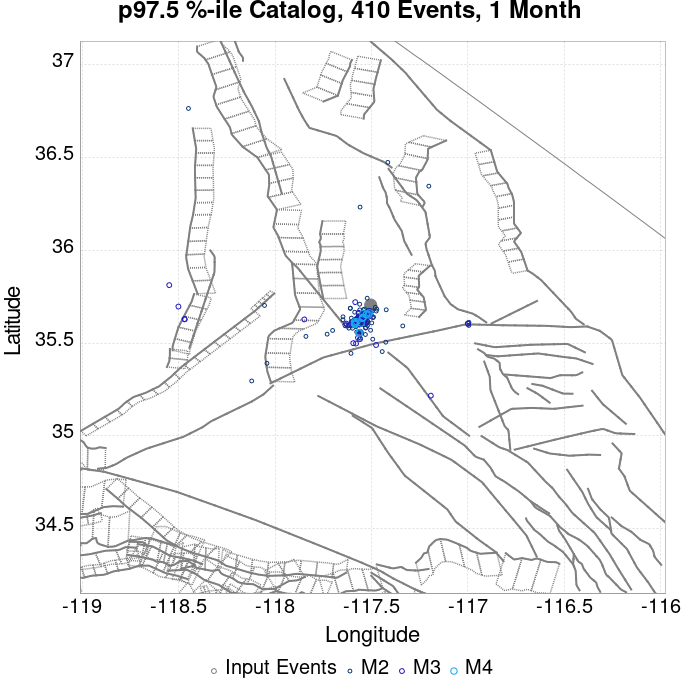 p97.5 %-ile Catalog, 410 Events, 1 Month
37
36.5
36
35.5
35
34.5
Latitude
-119
-118.5
-118
-117.5
-117
-116.5
-116
Longitude
Input Events
M2
M3
M4